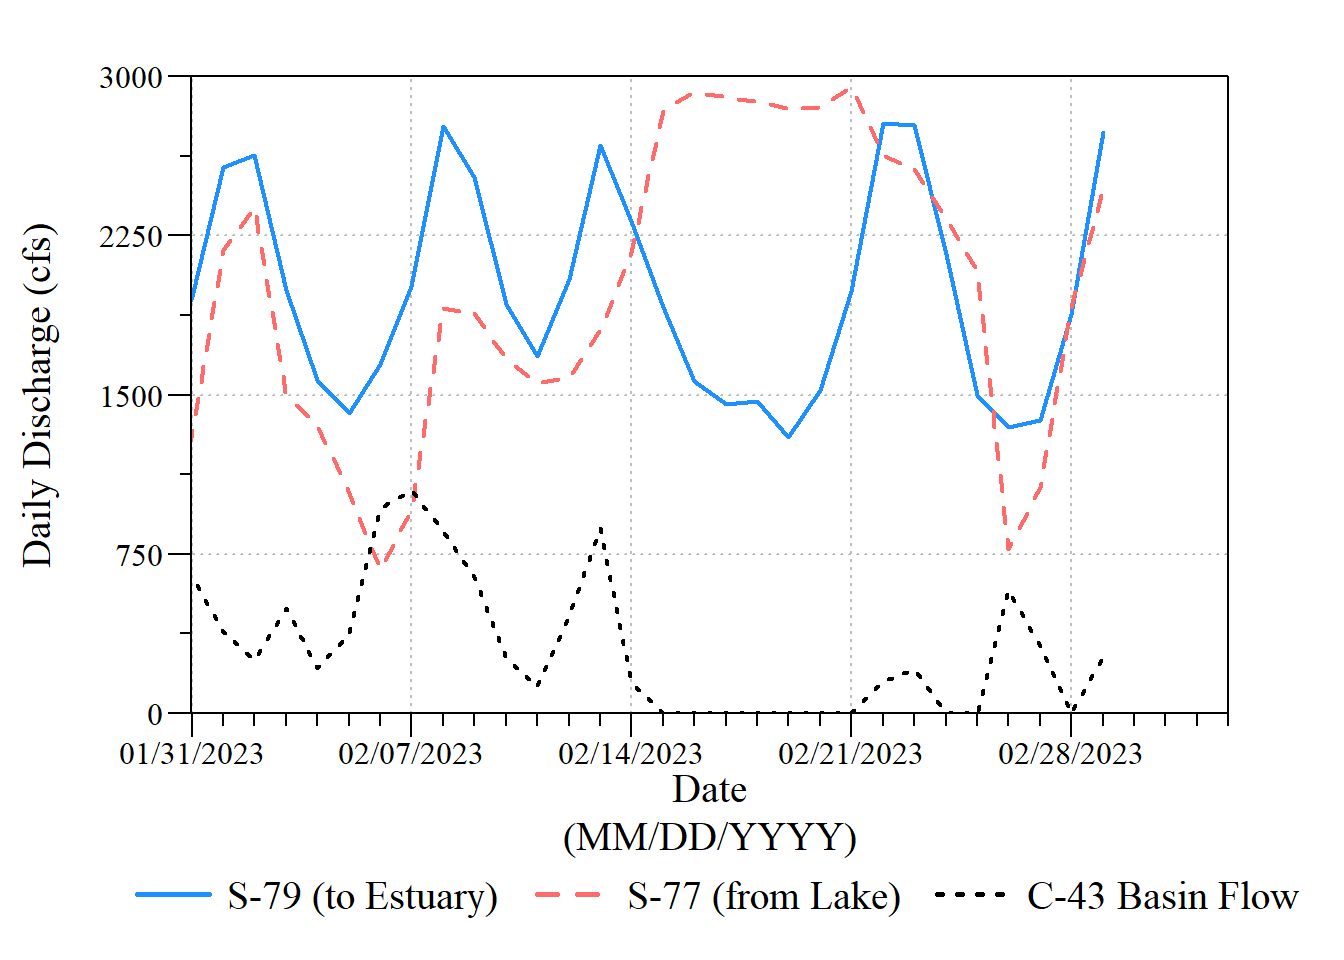 3000
2250
1500
750
0
Daily Discharge (cfs)
01/31/2023 02/07/2023 02/14/2023 02/21/2023 02/28/2023
Date
(MM/DD/YYYY)
S-79 (to Estuary) S-77 (from Lake) C-43 Basin Flow